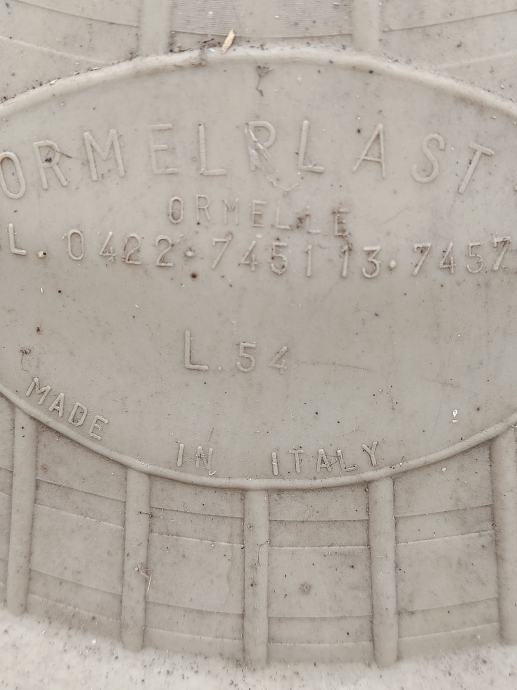 ORMELPLAST
ORMELLE
L. 0422·745113·7457
L.54
MADE IN ITALY